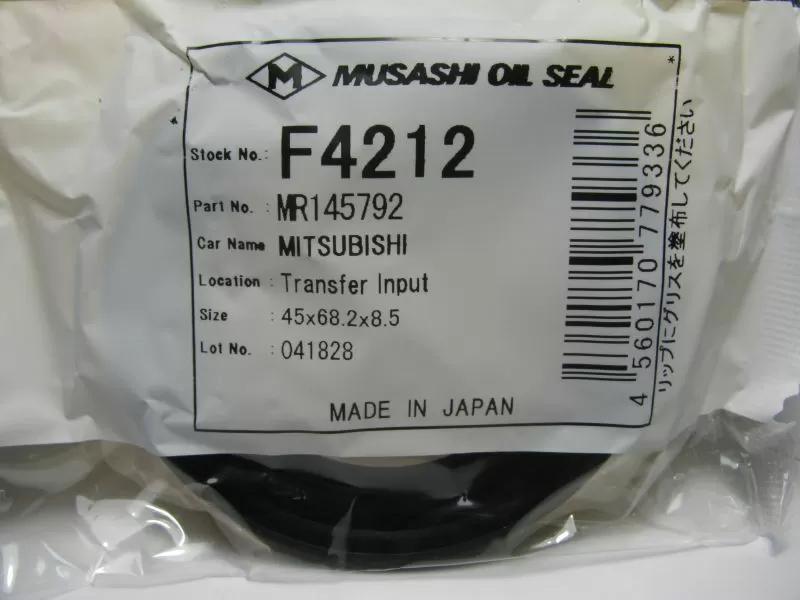 M MUSASHI OIL SEAL
Stock No. : F4212
Part No. : MR145792
Car Name MITSUBISHI
Location : Transfer Input
Size : 45x68.2x8.5
Lot No. : 041828
MADE IN JAPAN
4 560170 779336
*リップにグリスを塗布してください